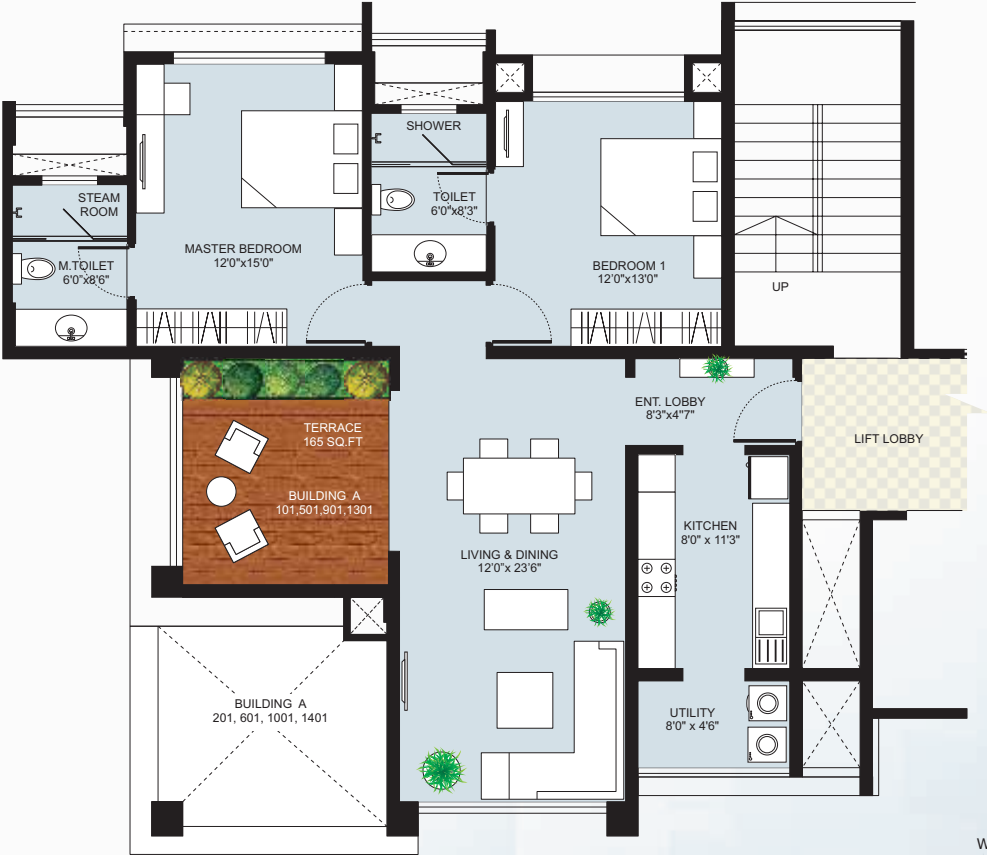 SHOWER
STEAM
ROOM
TOILET
6'0"x8'3"
MASTER BEDROOM
12'0"x15'0"
M.TOILET
6'0"x8'6"
BEDROOM 1
12'0"x13'0"
UP
ENT. LOBBY
8'3"x4'7"
TERRACE
165 SQ.FT
LIFT LOBBY
BUILDING A
101,501,901,1301
KITCHEN
8'0" x 11'3"
LIVING & DINING
12'0"x 23'6"
BUILDING A
201, 601, 1001, 1401
UTILITY
8'0" x 4'6"
W